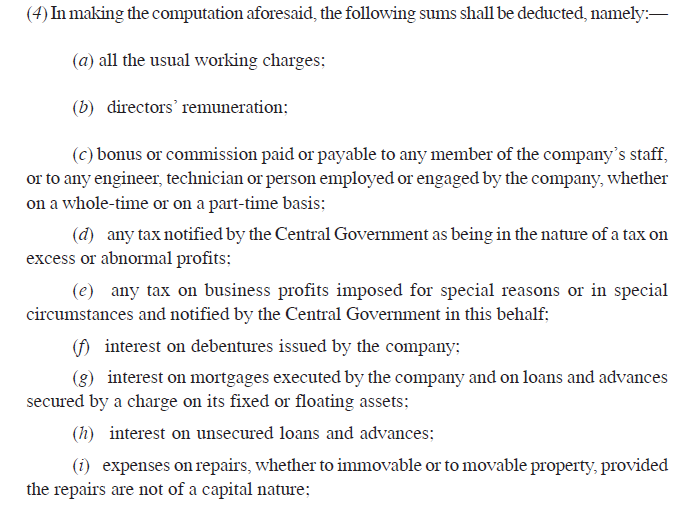 (4) In making the computation aforesaid, the following sums shall be deducted, namely:—
(a) all the usual working charges;
(b) directors’ remuneration;
(c) bonus or commission paid or payable to any member of the company’s staff,
or to any engineer, technician or person employed or engaged by the company, whether
on a whole-time or on a part-time basis;
(d) any tax notified by the Central Government as being in the nature of a tax on
excess or abnormal profits;
(e) any tax on business profits imposed for special reasons or in special
circumstances and notified by the Central Government in this behalf;
(f) interest on debentures issued by the company;
(g) interest on mortgages executed by the company and on loans and advances
secured by a charge on its fixed or floating assets;
(h) interest on unsecured loans and advances;
(i) expenses on repairs, whether to immovable or to movable property, provided
the repairs are not of a capital nature;